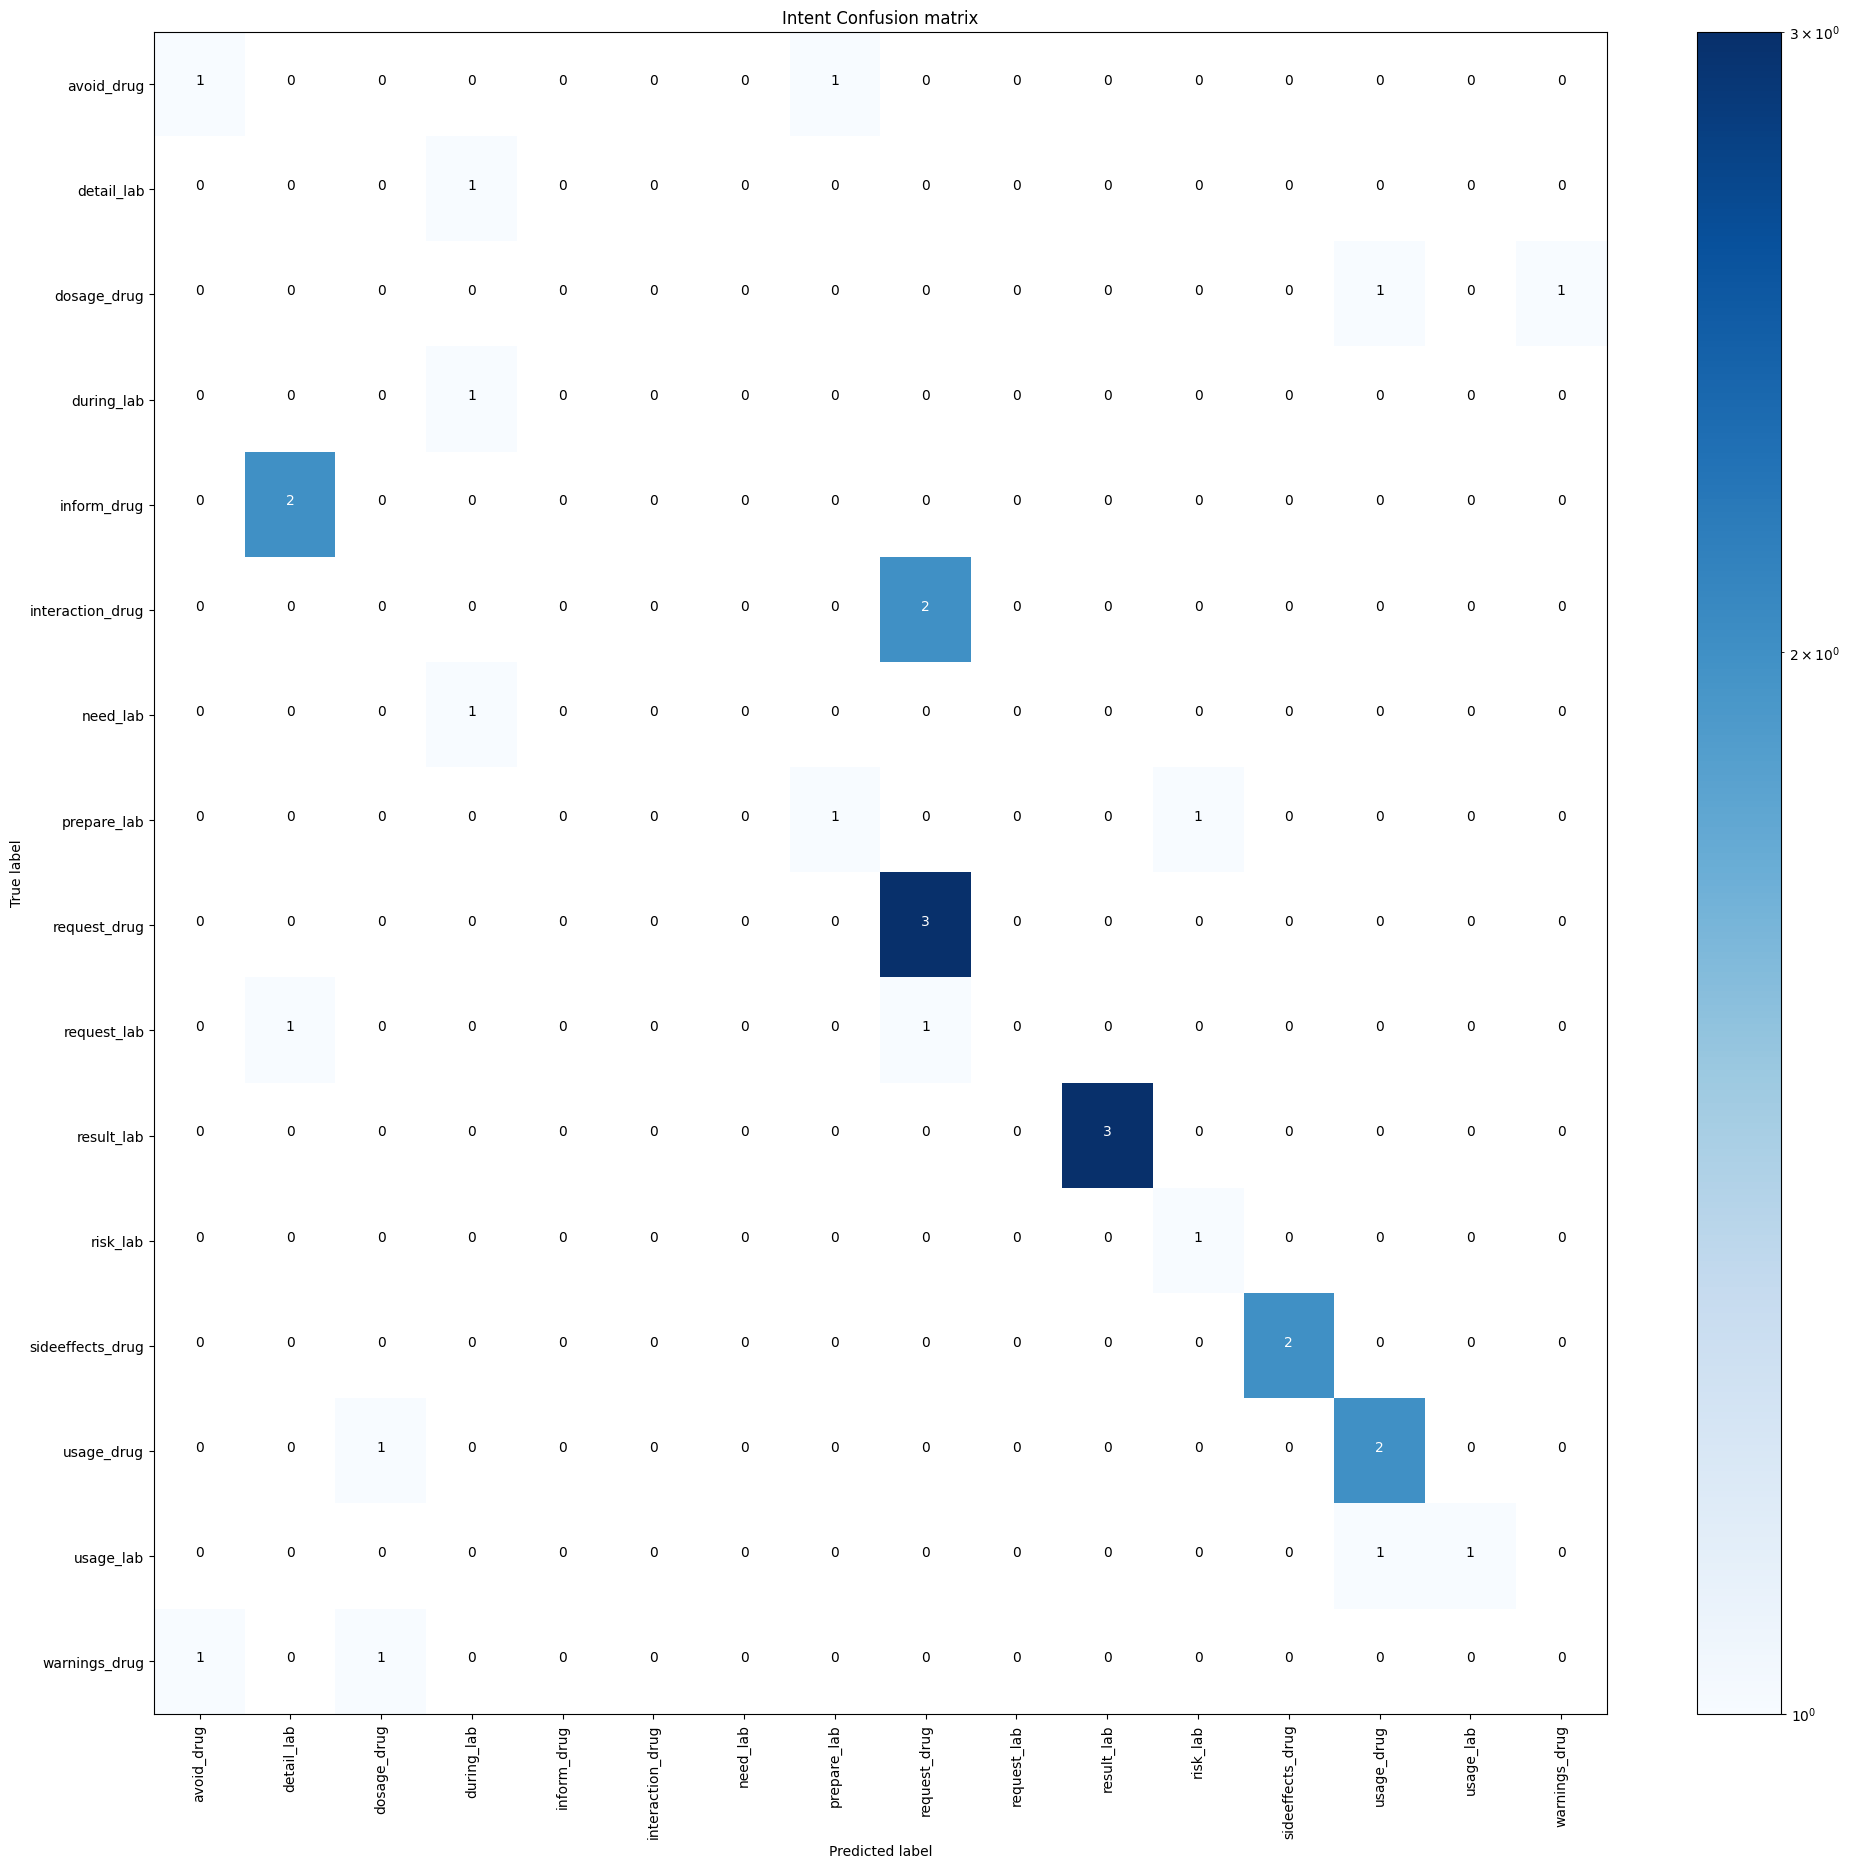 Intent Confusion matrix
avoid_drug 1 0 0 0 0 0 0 1 0 0 0 0 0 0 0 0
detail_lab 0 0 0 1 0 0 0 0 0 0 0 0 0 0 0 0
dosage_drug 0 0 0 0 0 0 0 0 0 0 0 0 0 1 0 1
during_lab 0 0 0 1 0 0 0 0 0 0 0 0 0 0 0 0
inform_drug 0 2 0 0 0 0 0 0 0 0 0 0 0 0 0 0
interaction_drug 0 0 0 0 0 0 0 0 2 0 0 0 0 0 0 0
need_lab 0 0 0 1 0 0 0 0 0 0 0 0 0 0 0 0
prepare_lab 0 0 0 0 0 0 0 1 0 0 0 1 0 0 0 0
request_drug 0 0 0 0 0 0 0 0 3 0 0 0 0 0 0 0
request_lab 0 1 0 0 0 0 0 0 1 0 0 0 0 0 0 0
result_lab 0 0 0 0 0 0 0 0 0 0 3 0 0 0 0 0
risk_lab 0 0 0 0 0 0 0 0 0 0 0 1 0 0 0 0
sideeffects_drug 0 0 0 0 0 0 0 0 0 0 0 0 2 0 0 0
usage_drug 0 0 1 0 0 0 0 0 0 0 0 0 0 2 0 0
usage_lab 0 0 0 0 0 0 0 0 0 0 0 0 0 1 1 0
warnings_drug 1 0 1 0 0 0 0 0 0 0 0 0 0 0 0 0
True label
avoid_drug
detail_lab
dosage_drug
during_lab
inform_drug
interaction_drug
need_lab
prepare_lab
request_drug
request_lab
result_lab
risk_lab
sideeffects_drug
usage_drug
usage_lab
warnings_drug
Predicted label
3 × 10⁰
2 × 10⁰
10⁰